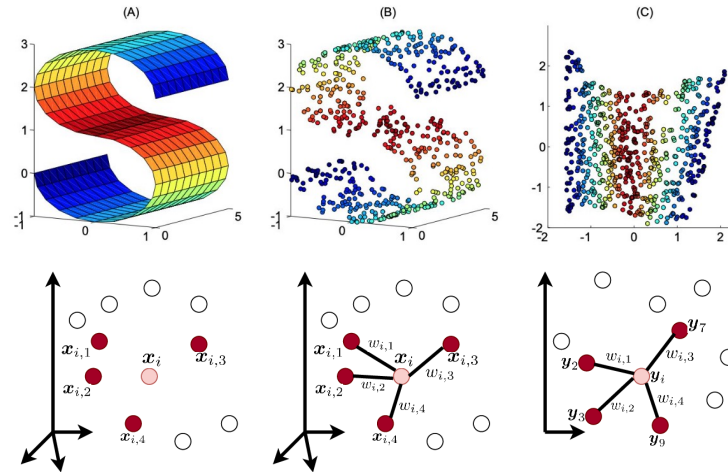 (A)
(B)
(C)
3
2
1
0
-1
-1
0
1
0
5
3
2
1
0
-1
-1
0
1
0
5
2
1
0
-1
-2
-2
-1
0
1
2
x_{i,1}
x_{i,2}
x_i
x_{i,3}
x_{i,4}
x_{i,1}
x_{i,2}
x_i
x_{i,3}
x_{i,4}
w_{i,1}
w_{i,2}
w_{i,3}
w_{i,4}
y_7
y_2
y_i
y_3
y_9
w_{i,1}
w_{i,3}
w_{i,2}
w_{i,4}